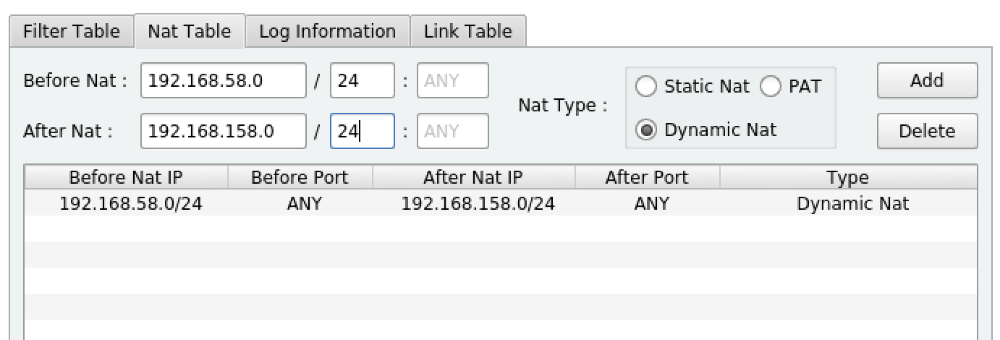 Filter Table Nat Table Log Information Link Table
Before Nat : 192.168.58.0 / 24 : ANY
Nat Type : Static Nat PAT Add
After Nat : 192.168.158.0 / 24 : ANY
Dynamic Nat Delete
Before Nat IP Before Port After Nat IP After Port Type
192.168.58.0/24 ANY 192.168.158.0/24 ANY Dynamic Nat